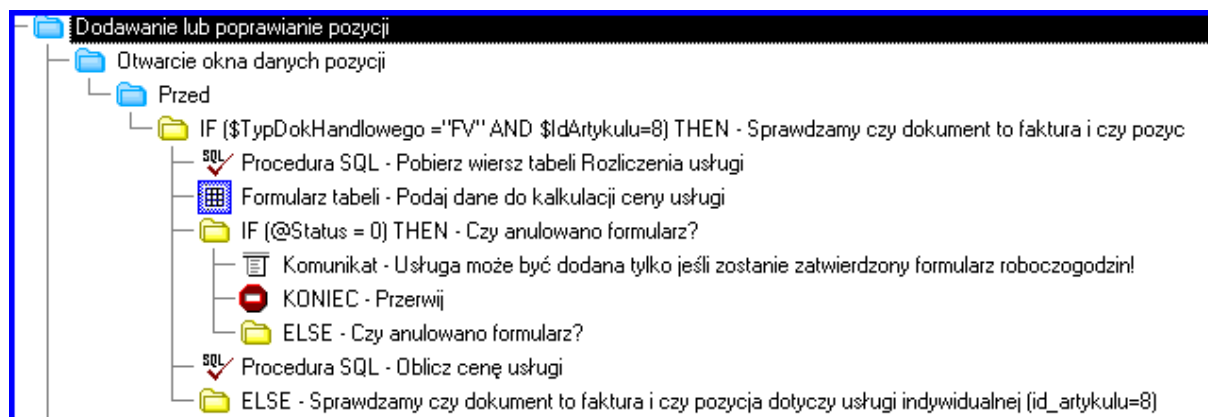 Dodawanie lub poprawianie pozycji
Otwarcie okna danych pozycji
Przed
IF ($TypDokHandlowego ="FV" AND $IdArtykulu=8) THEN - Sprawdzamy czy dokument to faktura i czy pozyc
SQL Procedura SQL - Pobierz wiersz tabeli Rozliczenia usługi
Formularz tabeli - Podaj dane do kalkulacji ceny usługi
IF (@Status = 0) THEN - Czy anulowano formularz?
Komunikat - Usługa może być dodana tylko jeśli zostanie zatwierdzony formularz roboczogodzin!
KONIEC - Przerwij
ELSE - Czy anulowano formularz?
SQL Procedura SQL - Oblicz cenę usługi
ELSE - Sprawdzamy czy dokument to faktura i czy pozycja dotyczy usługi indywidualnej (id_artykulu=8)